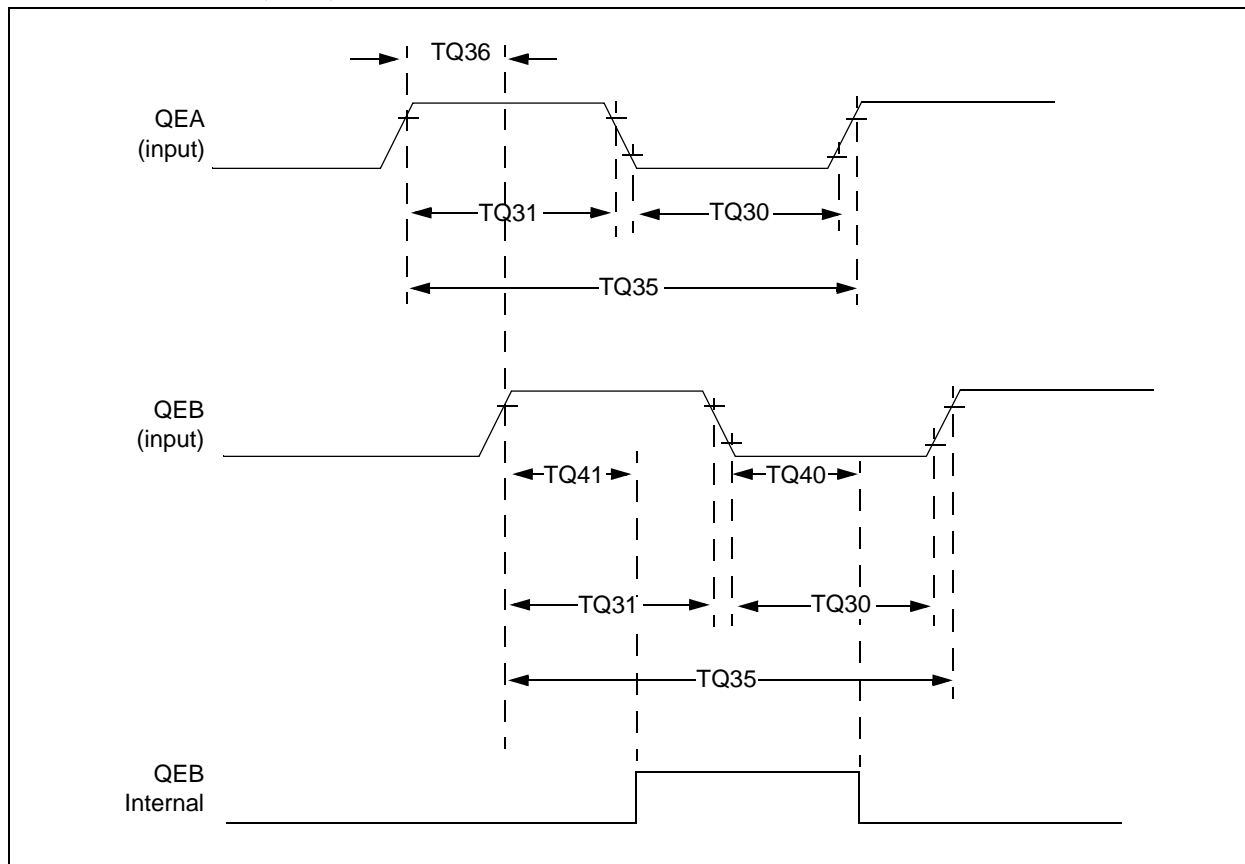 TQ36
QEA
(input)
TQ31
TQ30
TQ35
QEB
(input)
TQ41
TQ40
TQ31
TQ30
TQ35
QEB
Internal